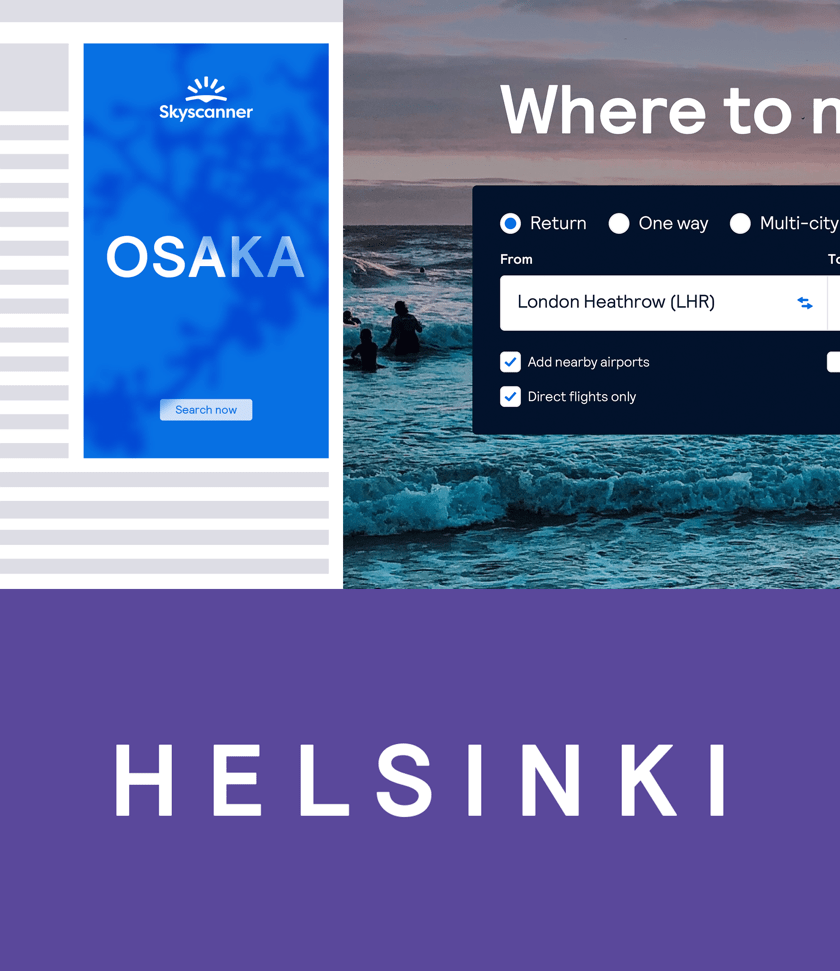 Skyscanner
OSAKA
Search now
Where to
Return One way Multi-city
From
London Heathrow (LHR)
Add nearby airports
Direct flights only
HELSINKI